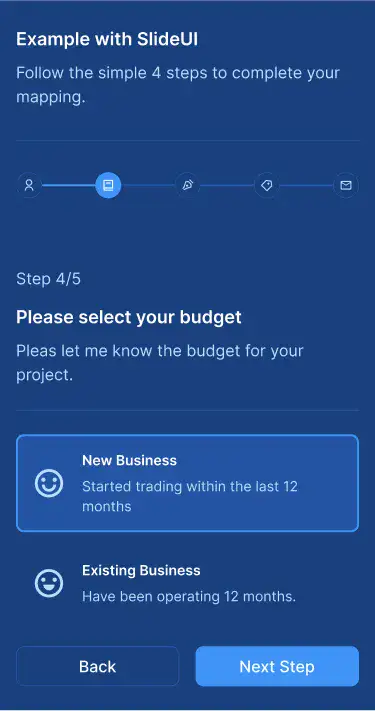 Example with SlideUI
Follow the simple 4 steps to complete your
mapping.
Step 4/5
Please select your budget
Pleas let me know the budget for your
project.
New Business
Started trading within the last 12
months
Existing Business
Have been operating 12 months.
Back
Next Step